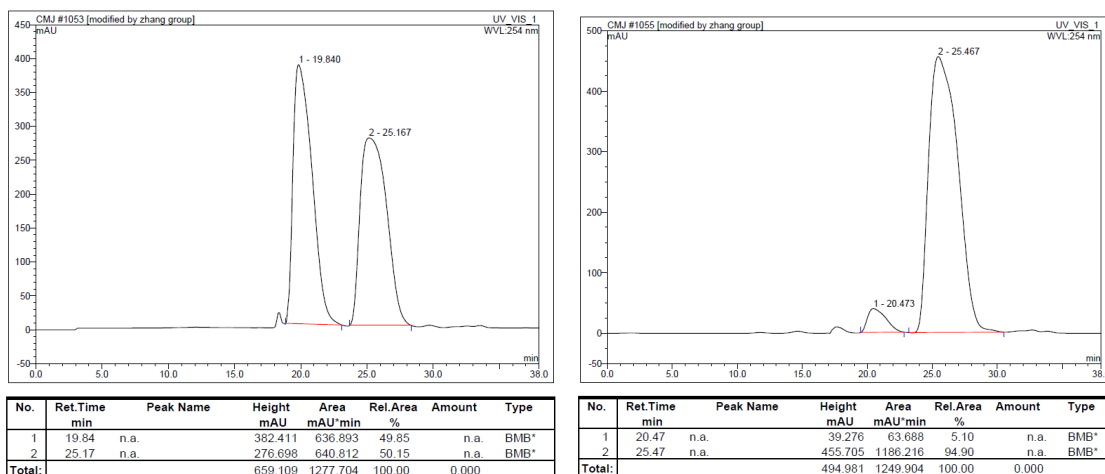 CMJ #1053 [modified by zhang group] UV_VIS_1
mAU WVL:254 nm
450
400
350
300
250
200
150
100
50
0
-50
1 - 19.840
2 - 25.167
min
0.0 5.0 10.0 15.0 20.0 25.0 30.0 38.0
No. Ret.Time Peak Name Height Area Rel.Area Amount Type
min mAU mAU*min %
1 19.84 n.a. 382.411 636.893 49.85 n.a. BMB*
2 25.17 n.a. 276.698 640.812 50.15 n.a. BMB*
Total: 659.109 1277.704 100.00 0.000
CMJ #1055 [modified by zhang group] UV_VIS_1
mAU WVL:254 nm
500
400
300
200
100
0
-50
1 - 20.473
2 - 25.467
min
0.0 5.0 10.0 15.0 20.0 25.0 30.0 38.0
No. Ret.Time Peak Name Height Area Rel.Area Amount Type
min mAU mAU*min %
1 20.47 n.a. 39.276 63.688 5.10 n.a. BMB*
2 25.47 n.a. 455.705 1186.216 94.90 n.a. BMB*
Total: 494.981 1249.904 100.00 0.000